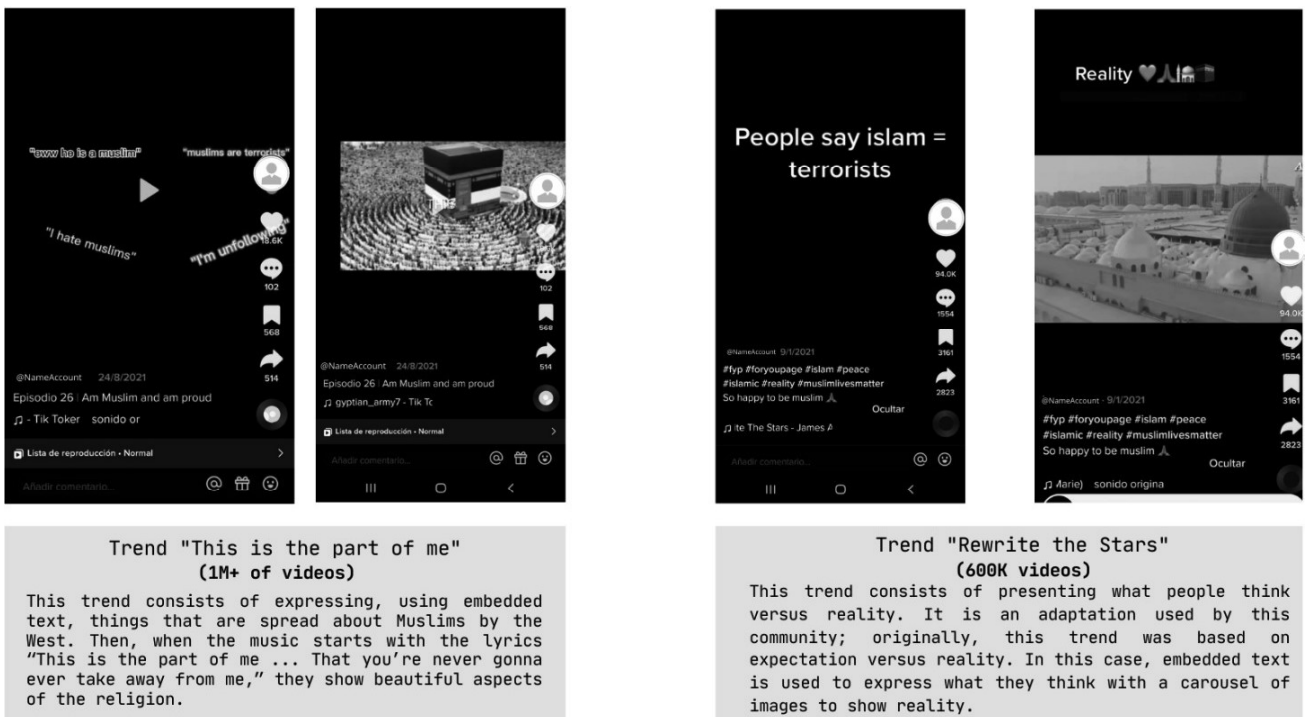 "eww he is a muslim"
"muslims are terrorists"
"I hate muslims"
"I'm unfollowing"
18.6K
102
568
514
@NameAccount 24/8/2021
Episodio 26 | Am Muslim and am proud
- Tik Toker sonido or
Lista de reproducción • Normal
Añadir comentario...
102
568
514
@NameAccount 24/8/2021
Episodio 26 | Am Muslim and am proud
gyptian_army7 - Tik Tc
Lista de reproducción • Normal
Añadir comentario...
Trend "This is the part of me"
(1M+ of videos)
This trend consists of expressing, using embedded
text, things that are spread about Muslims by the
West. Then, when the music starts with the lyrics
"This is the part of me ... That you're never gonna
ever take away from me," they show beautiful aspects
of the religion.
People say islam =
terrorists
94.0K
1554
3161
2823
@NameAccount 9/1/2021
#fyp #foryoupage #islam #peace
#islamic #reality #muslimlivesmatter
So happy to be muslim
Ocultar
ite The Stars - James A
Añadir comentario...
Reality
94.0K
1554
3161
2823
@NameAccount - 9/1/2021
#fyp #foryoupage #islam #peace
#islamic #reality #muslimlivesmatter
So happy to be muslim
Ocultar
Marie) sonido origina
Trend "Rewrite the Stars"
(600K videos)
This trend consists of presenting what people think
versus reality. It is an adaptation used by this
community; originally, this trend was based on
expectation versus reality. In this case, embedded text
is used to express what they think with a carousel of
images to show reality.